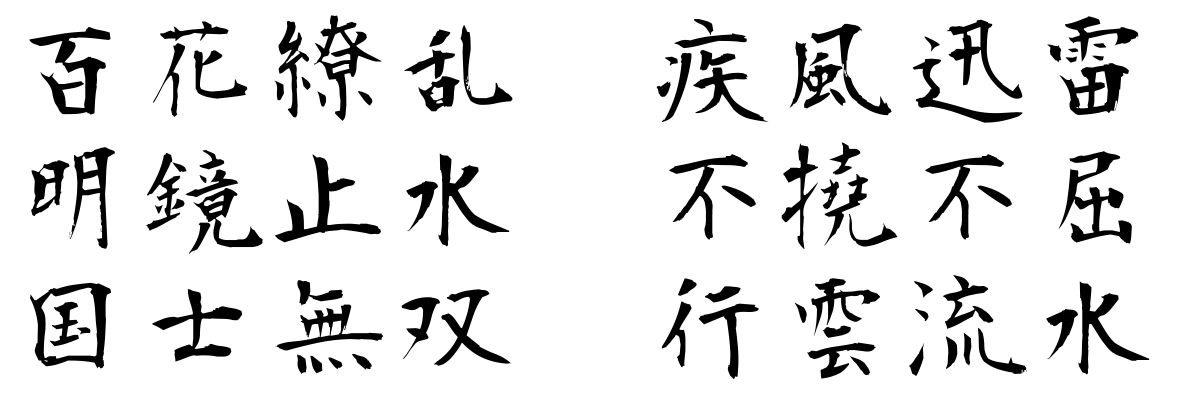 百花繚乱
明鏡止水
国士無双
疾風迅雷
不撓不屈
行雲流水